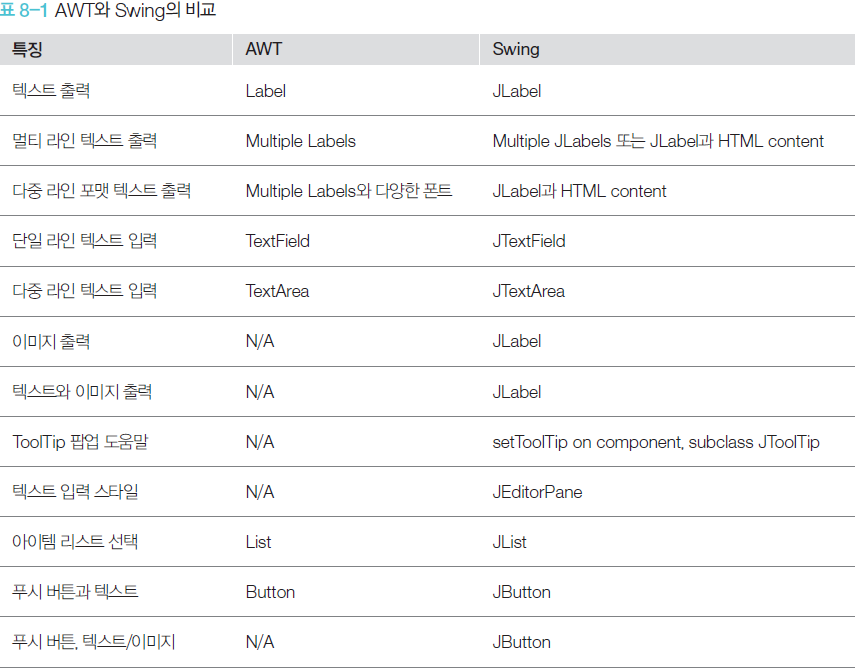 표 8-1 AWT와 Swing의 비교
특징 AWT Swing
텍스트 출력 Label JLabel
멀티 라인 텍스트 출력 Multiple Labels Multiple JLabels 또는 JLabel과 HTML content
다중 라인 포맷 텍스트 출력 Multiple Labels와 다양한 폰트 JLabel과 HTML content
단일 라인 텍스트 입력 TextField JTextField
다중 라인 텍스트 입력 TextArea JTextArea
이미지 출력 N/A JLabel
텍스트와 이미지 출력 N/A JLabel
ToolTip 팝업 도움말 N/A setToolTip on component, subclass JToolTip
텍스트 입력 스타일 N/A JEditorPane
아이템 리스트 선택 List JList
푸시 버튼과 텍스트 Button JButton
푸시 버튼, 텍스트/이미지 N/A JButton